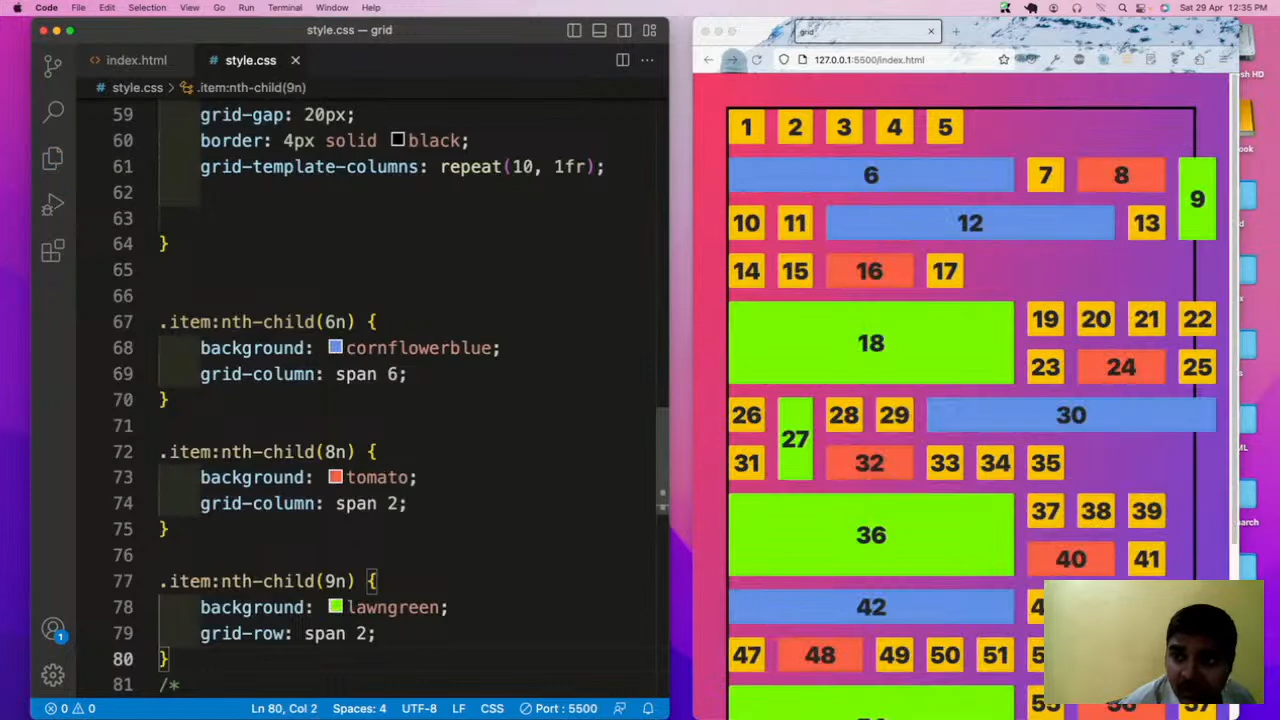 Code File Edit Selection View Go Run Terminal Window Help
Sat 29 Apr 12:35 PM
style.css — grid
index.html style.css
style.css > .item:nth-child(9n)
59 grid-gap: 20px;
60 border: 4px solid black;
61 grid-template-columns: repeat(10, 1fr);
62
63
64 }
65
66
67 .item:nth-child(6n) {
68 background: cornflowerblue;
69 grid-column: span 6;
70 }
71
72 .item:nth-child(8n) {
73 background: tomato;
74 grid-column: span 2;
75 }
76
77 .item:nth-child(9n) {
78 background: lawngreen;
79 grid-row: span 2;
80 }
81 /*
1
0 0 Ln 80, Col 2 Spaces: 4 UTF-8 LF CSS Port : 5500
grid
127.0.0.1:5500/index.html
1 2 3 4 5
6 7 8 9
10 11 12 13
14 15 16 17
18 19 20 21 22
23 24 25
26 27 28 29 30
31 32 33 34 35
36 37 38 39
40 41
42
47 48 49 50 51